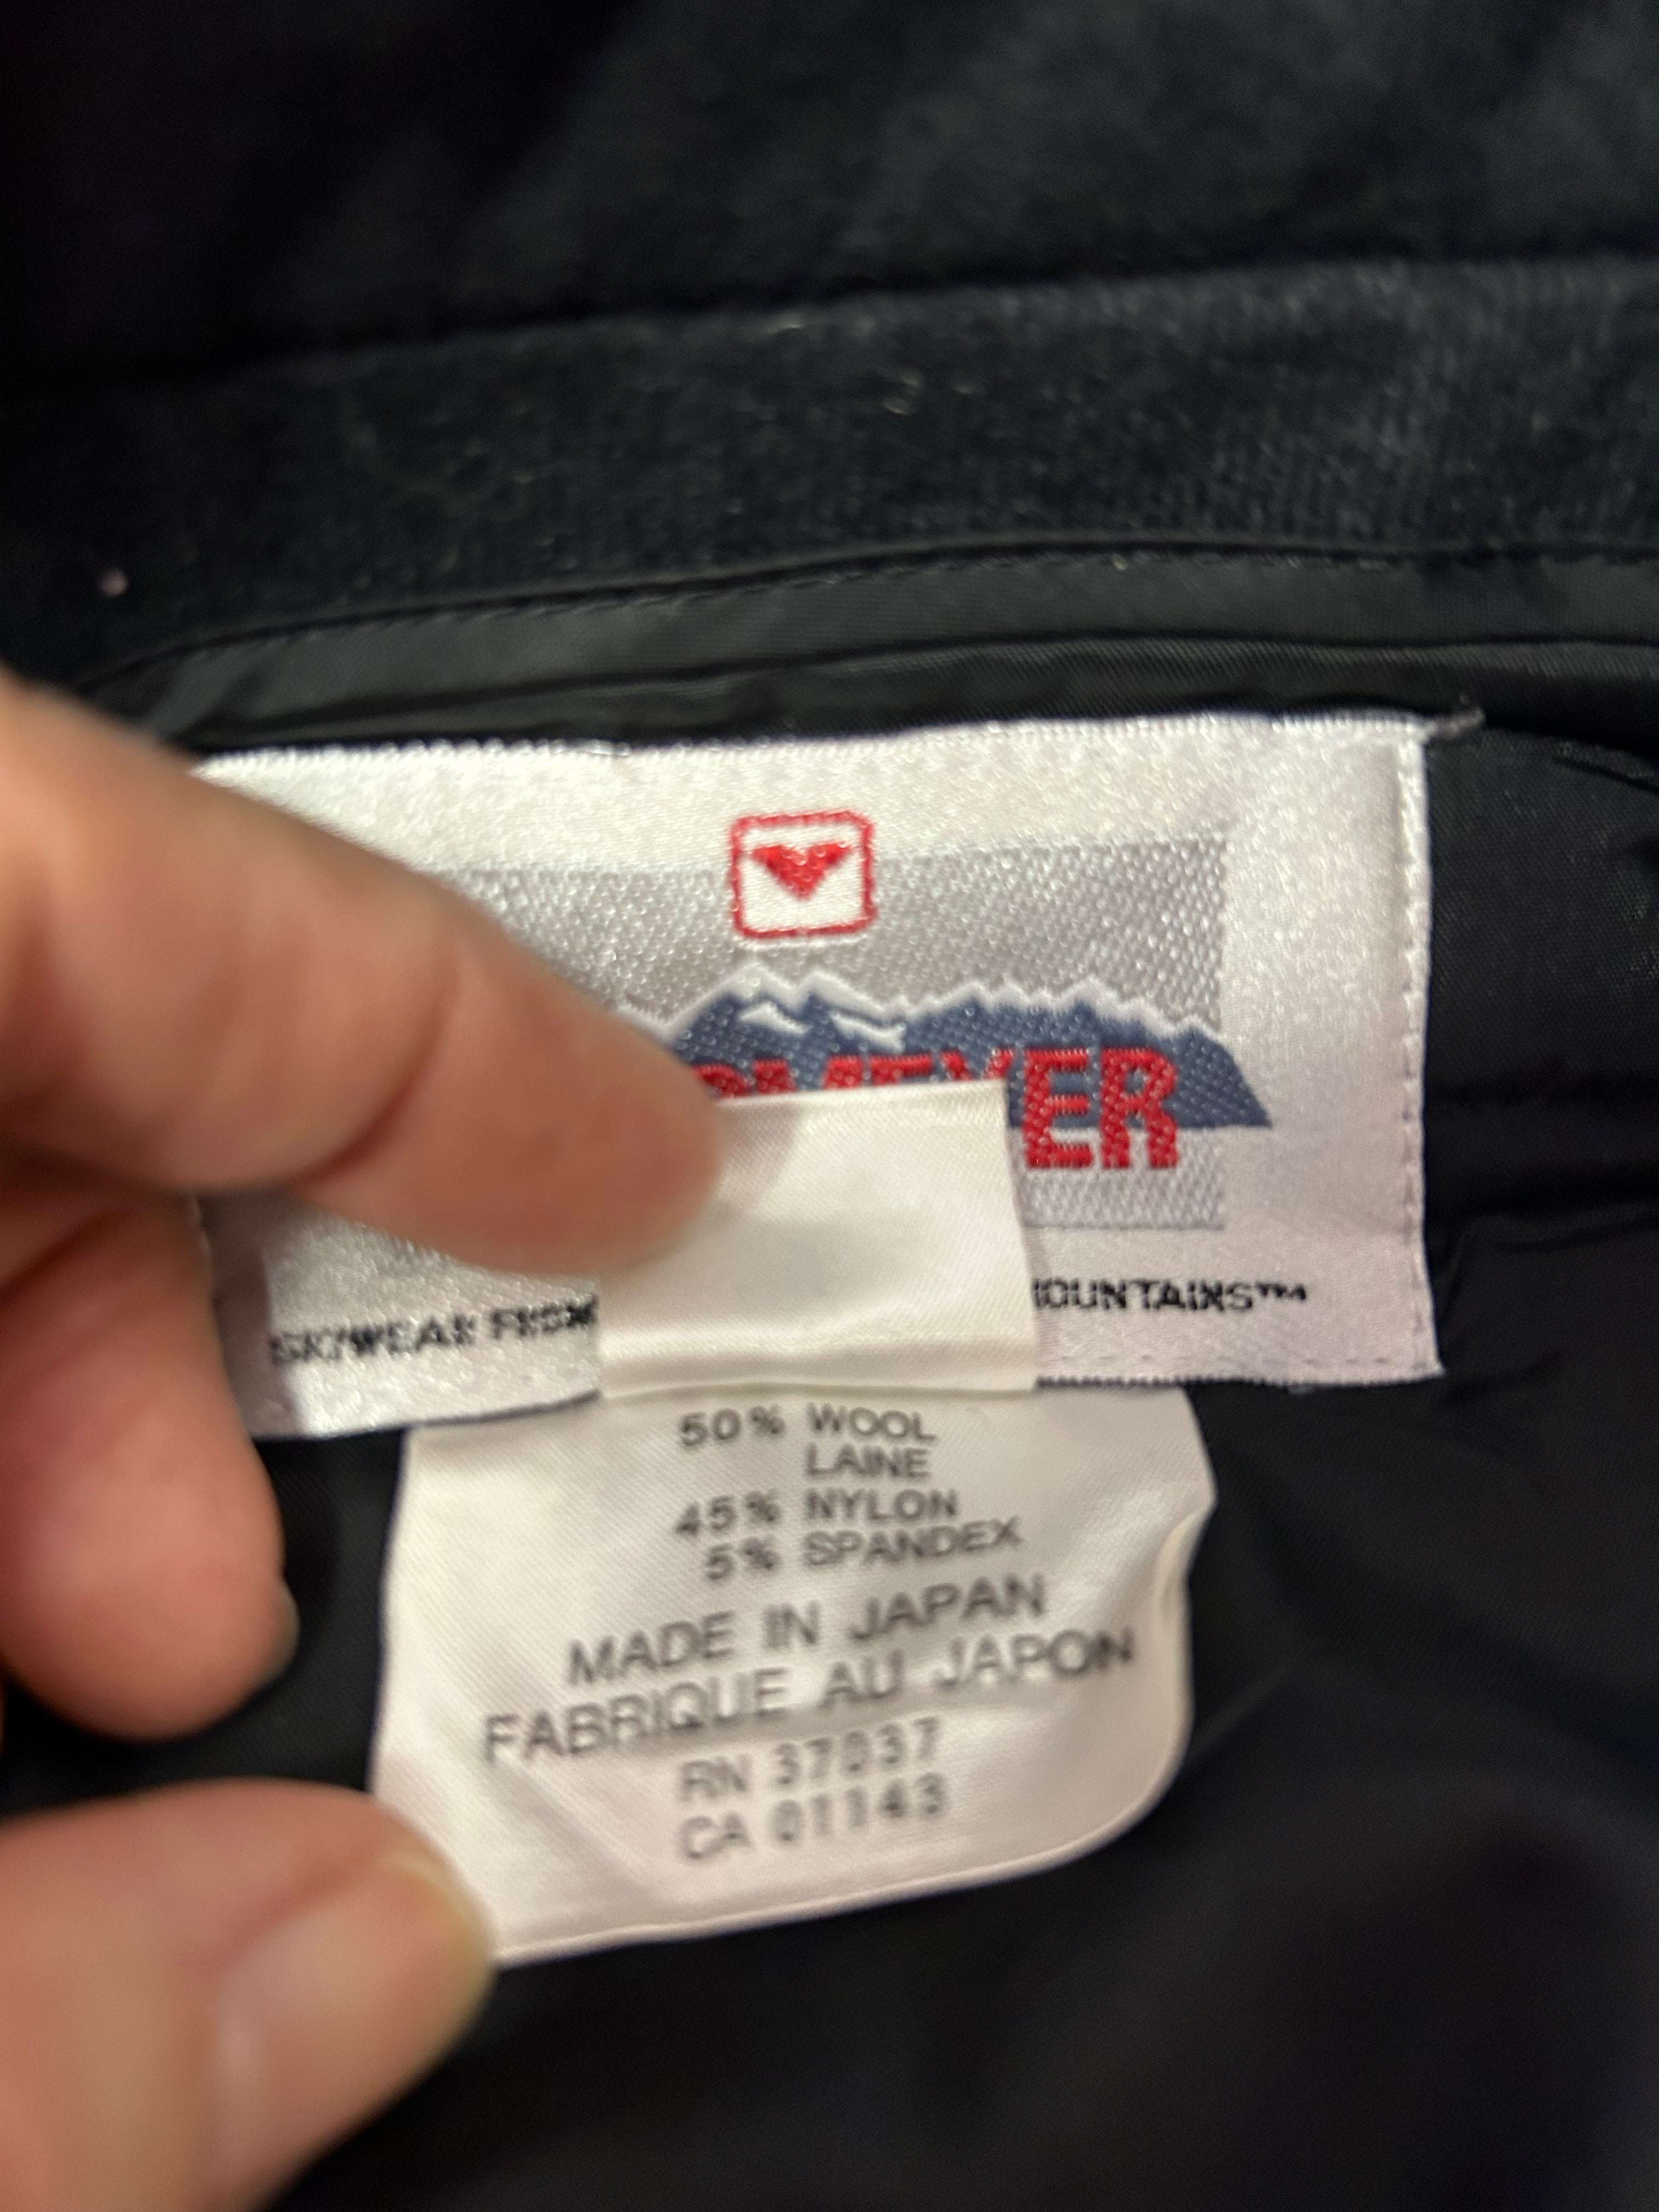 OMEYER
SKIWEAR FROM
MOUNTAINS™
50% WOOL
LAINE
45% NYLON
5% SPANDEX
MADE IN JAPAN
FABRIQUE AU JAPON
RN 37037
CA 01143